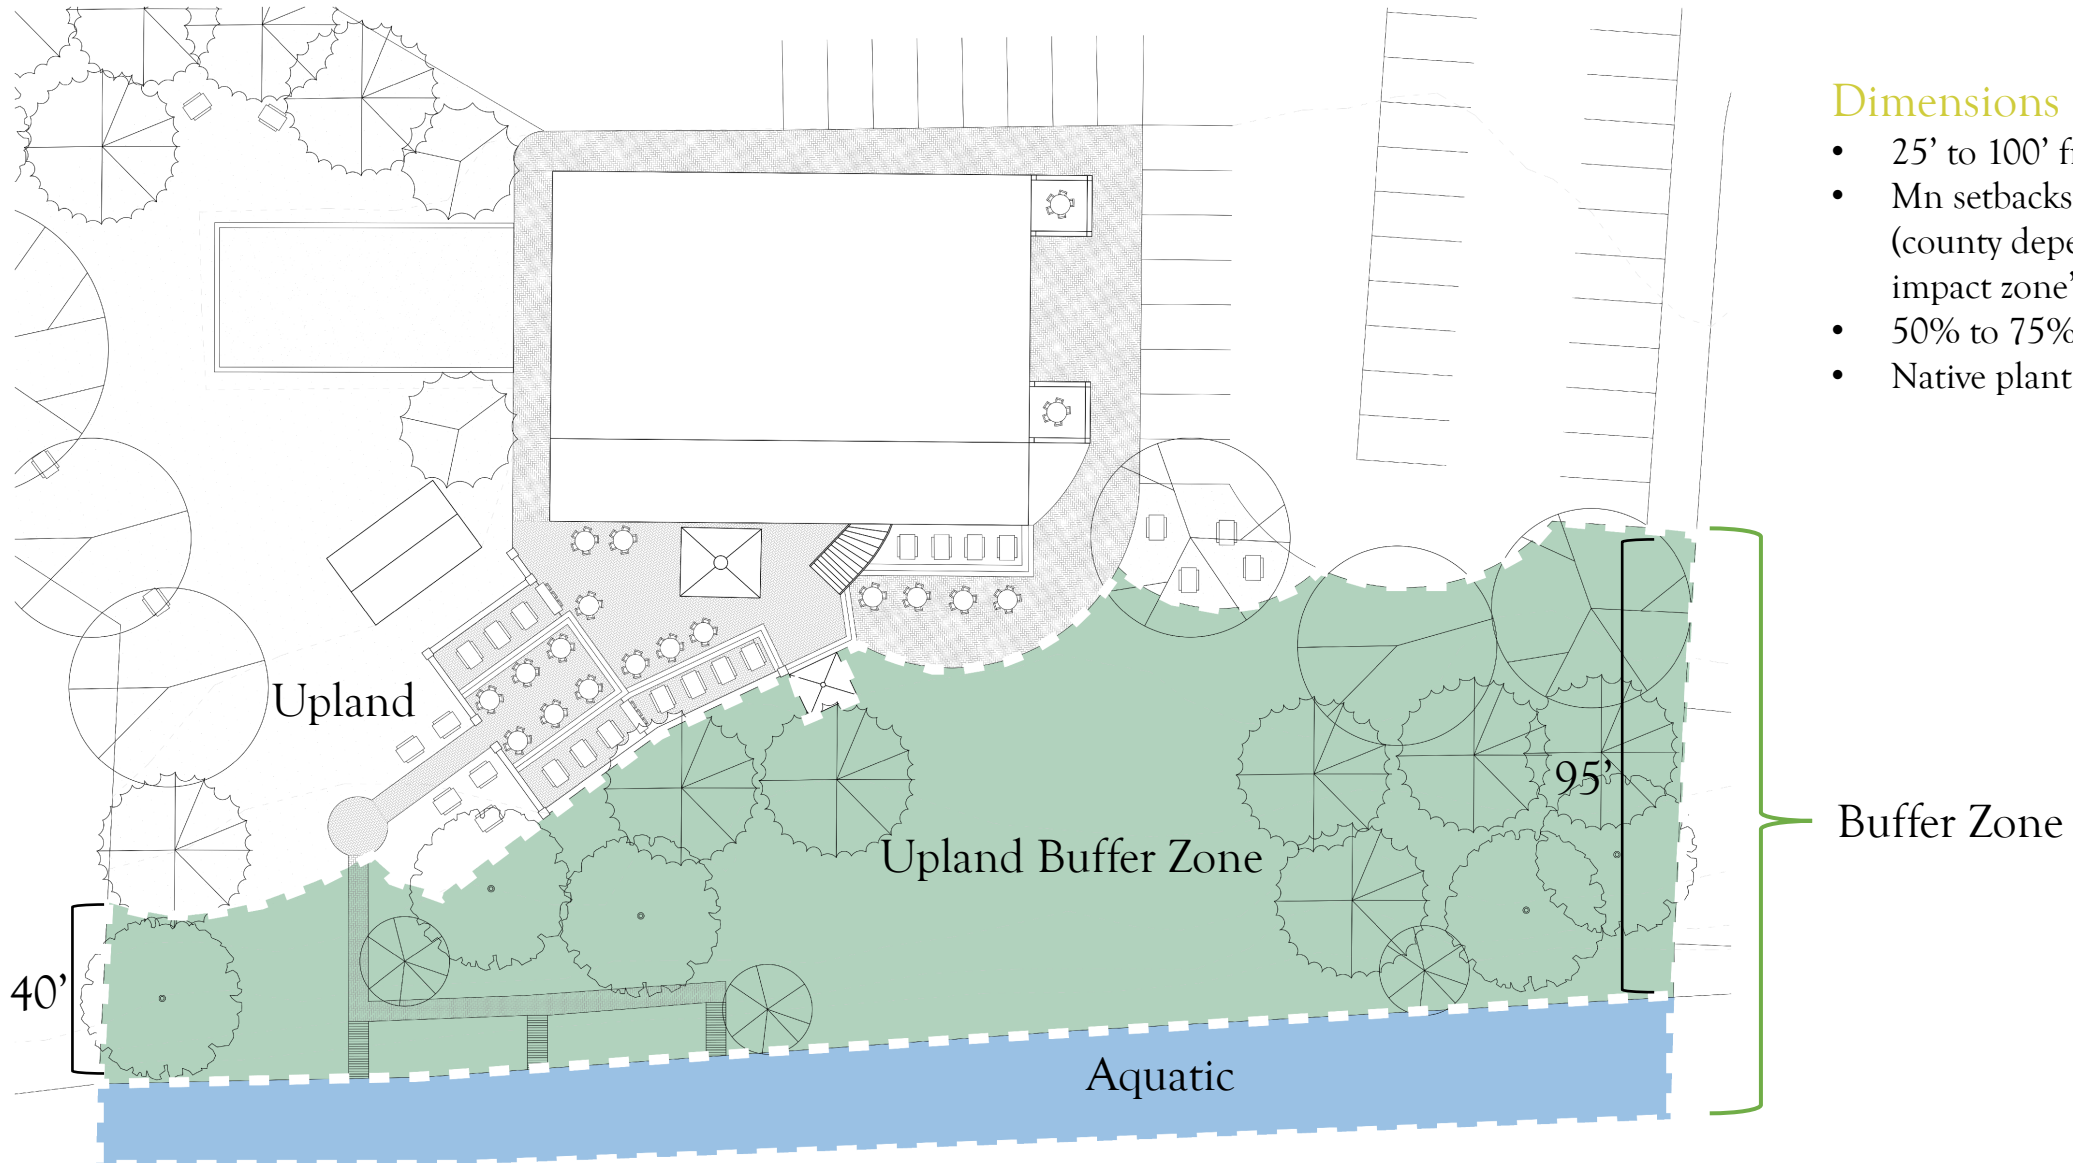 Dimensions
• 25’ to 100’
• Mn setbacks
(county
impact zone”
• 50% to 75%
• Native plant
Upland
95’
Buffer Zone
Upland Buffer Zone
40’
Aquatic